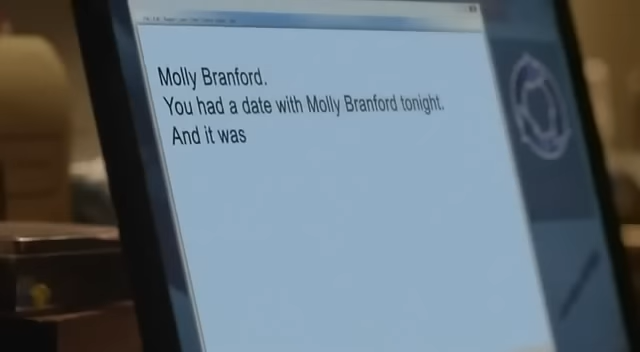 Molly Branford.
You had a date with Molly Branford tonight.
And it was